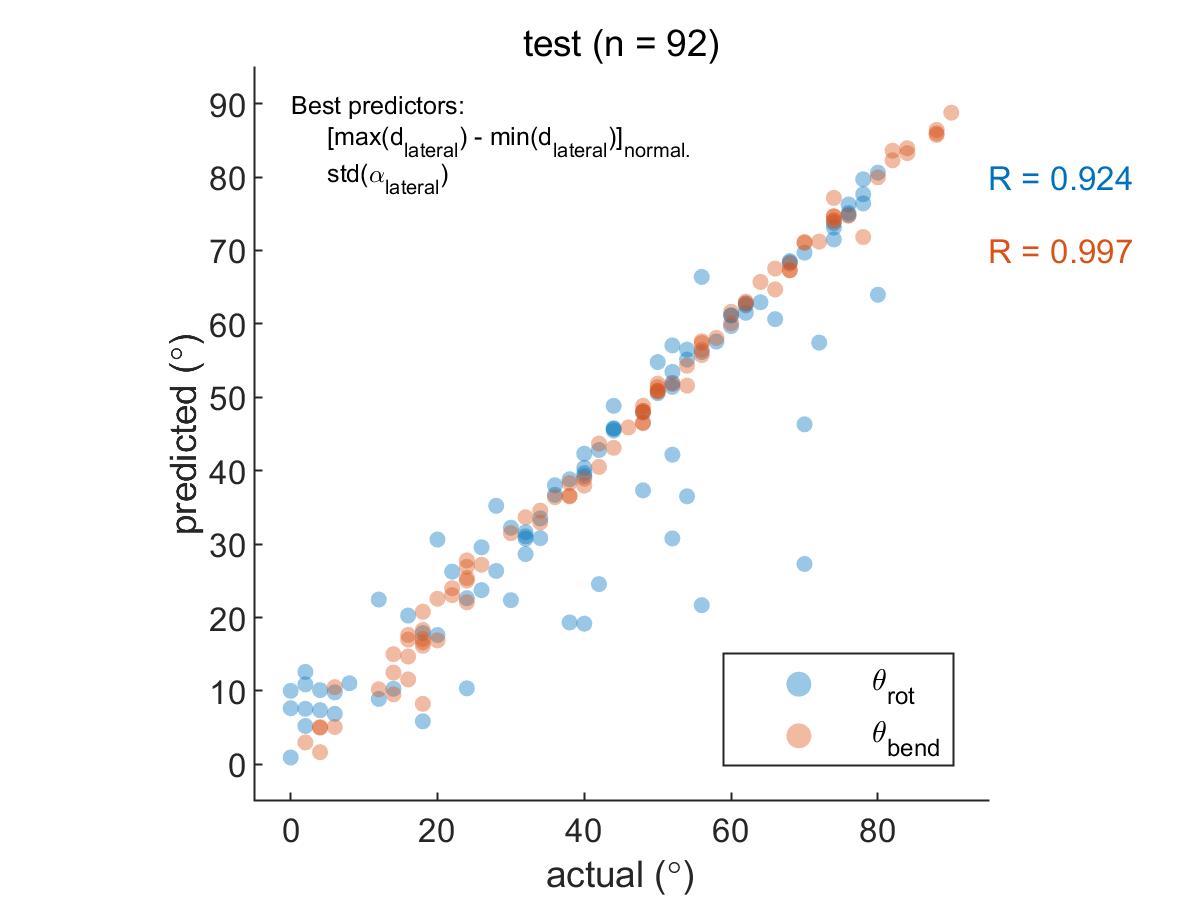 test (n = 92)
Best predictors:
[max(d_lateral) - min(d_lateral)]_normal.
std(α_lateral)
R = 0.924
R = 0.997
90
80
70
60
50
40
30
20
10
0
predicted (°)
θ_rot
θ_bend
0 20 40 60 80
actual (°)